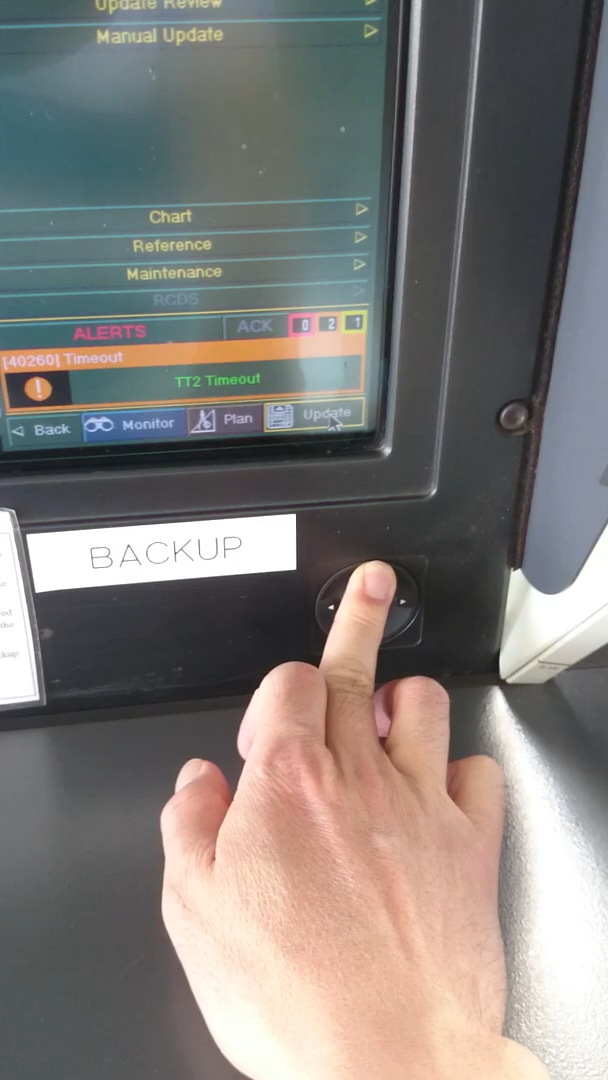 Update Review
Manual Update
Chart
Reference
Maintenance
RCDS
ALERTS ACK 0 2 1
[40260] Timeout
TT2 Timeout
Back Monitor Plan Update
BACKUP
the